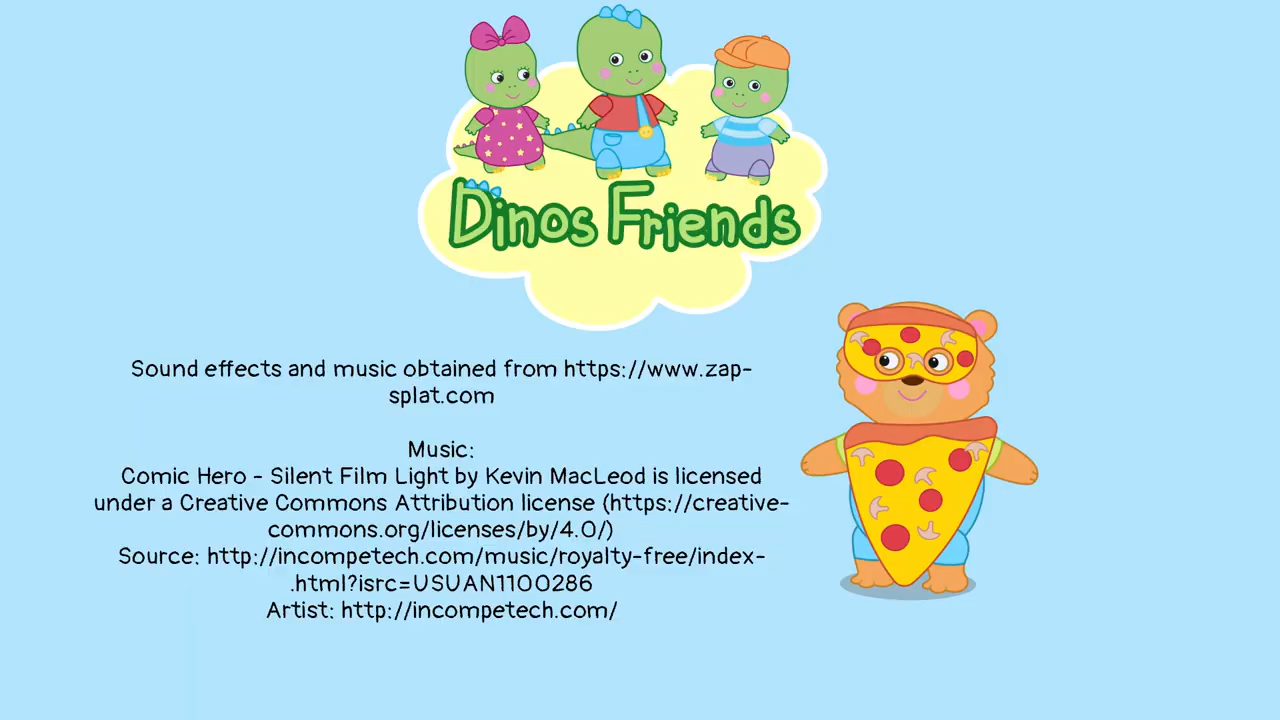 Dinos Friends
Sound effects and music obtained from https://www.zap-
splat.com
Music:
Comic Hero - Silent Film Light by Kevin MacLeod is licensed
under a Creative Commons Attribution license (https://creative-
commons.org/licenses/by/4.0/)
Source: http://incompetech.com/music/royalty-free/index-
.html?isrc=USUAN1100286
Artist: http://incompetech.com/